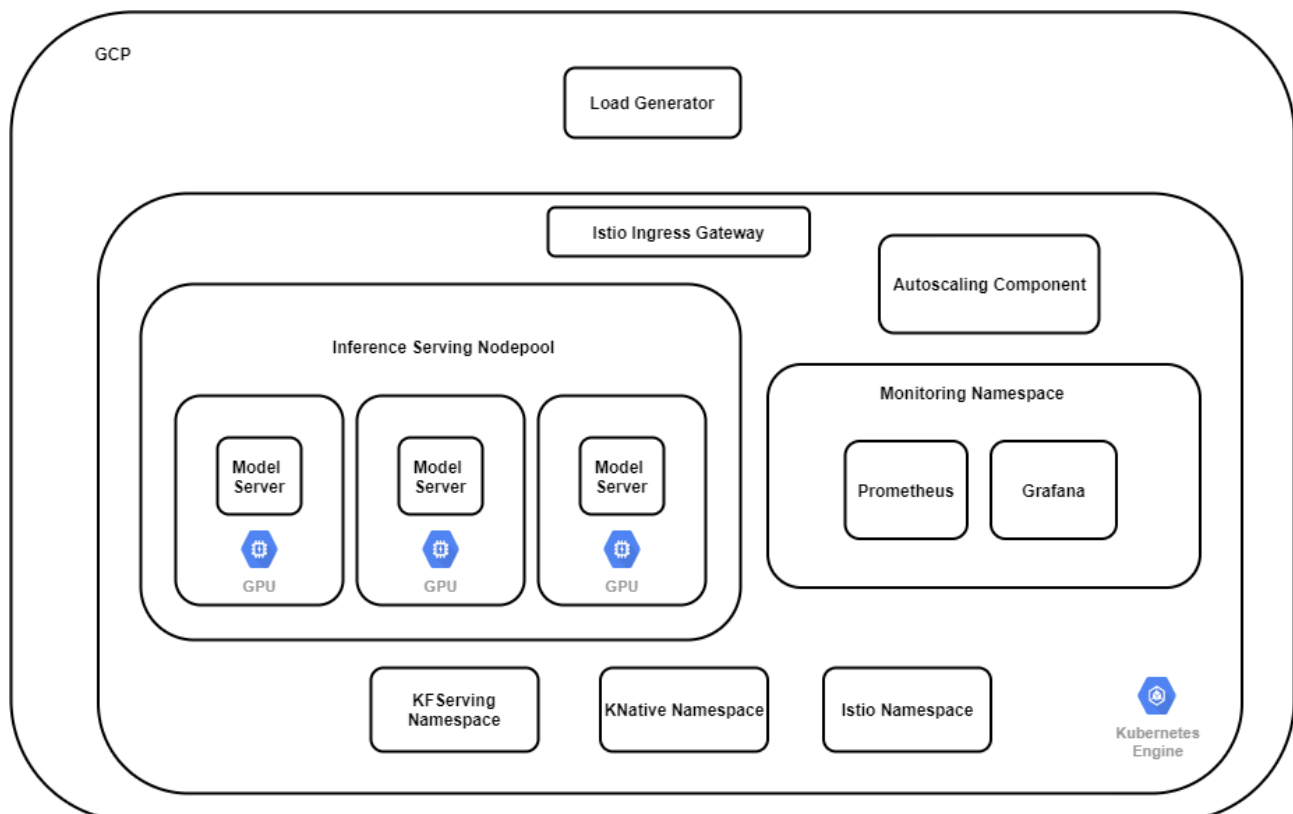 GCP
Load Generator
Istio Ingress Gateway
Autoscaling Component
Inference Serving Nodepool
Monitoring Namespace
Model
Server
GPU
Model
Server
GPU
Model
Server
GPU
Prometheus
Grafana
KFServing
Namespace
KNative Namespace
Istio Namespace
Kubernetes
Engine